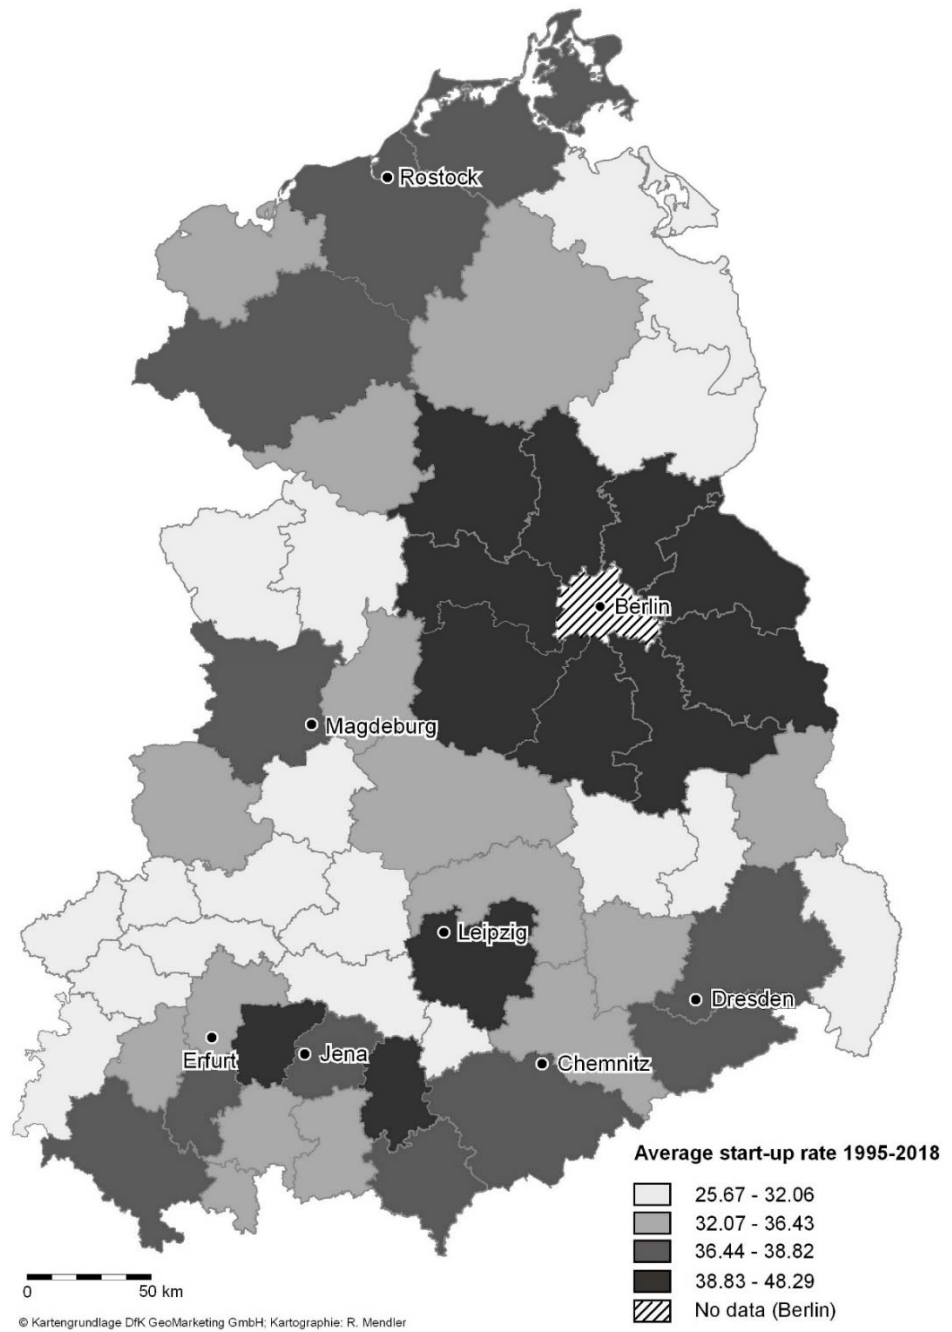 Rostock
Berlin
Magdeburg
Leipzig
Dresden
Erfurt
Jena
Chemnitz
Average start-up rate 1995-2018
25.67 - 32.06
32.07 - 36.43
36.44 - 38.82
38.83 - 48.29
No data (Berlin)
0 50 km
© Kartengrundlage DfK GeoMarketing GmbH; Kartographie: R. Mendler